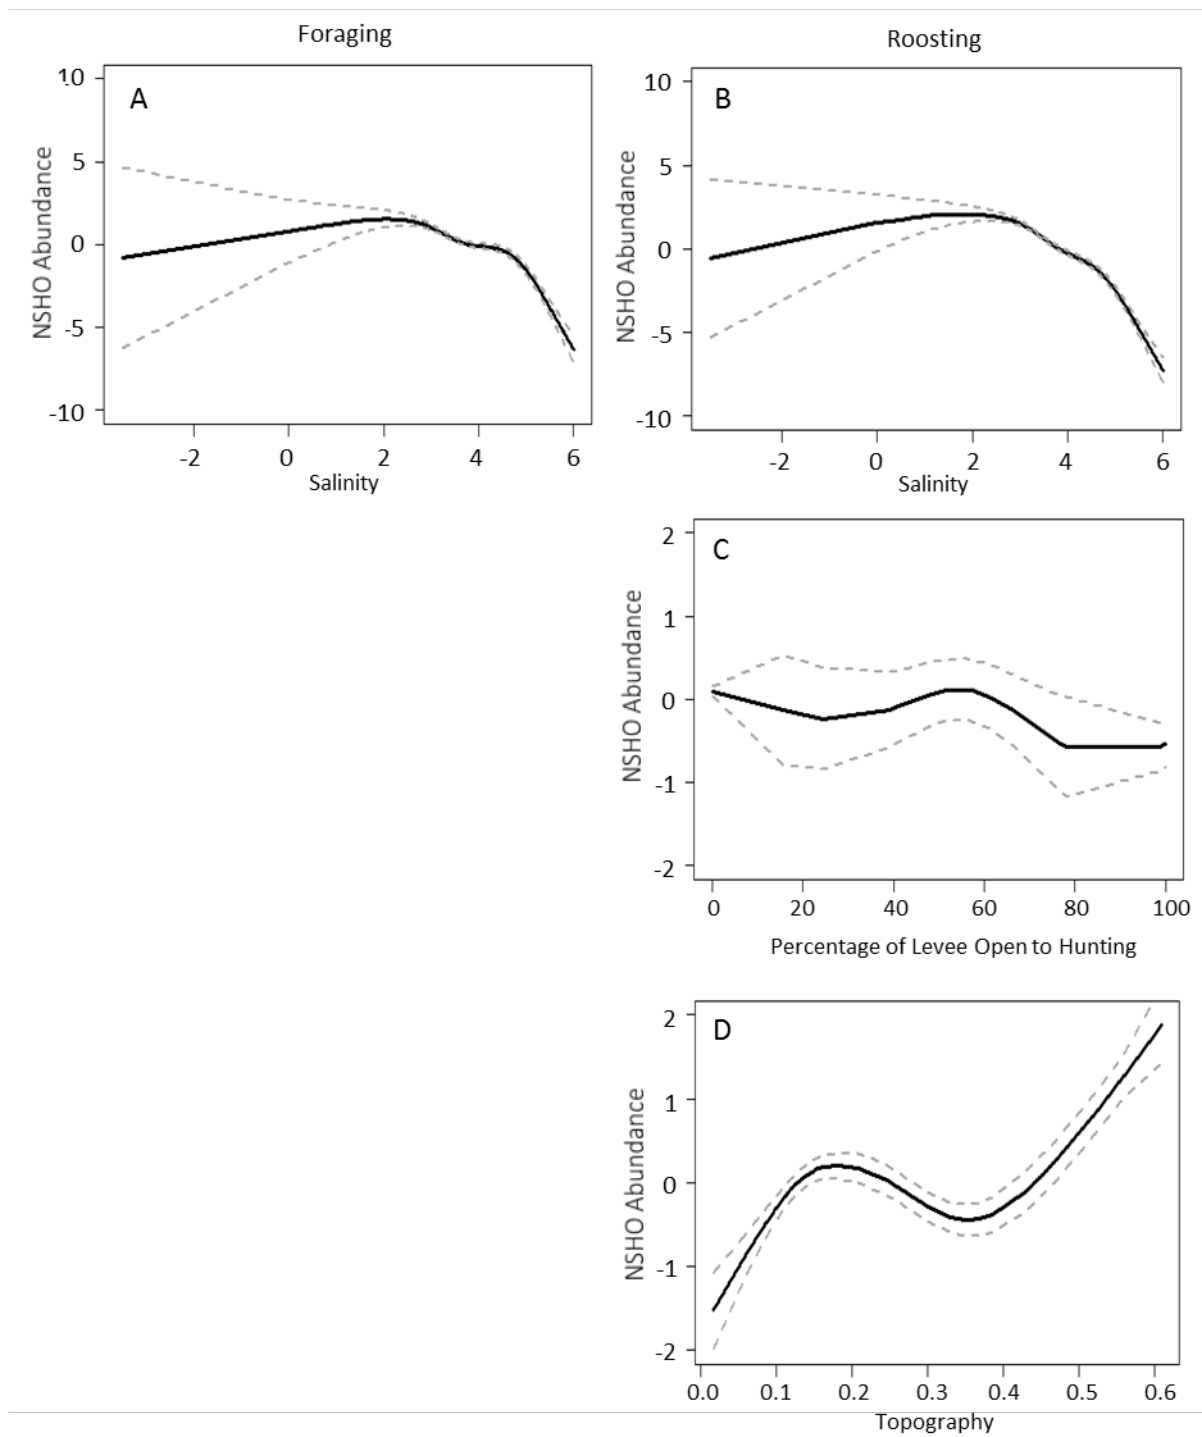 Foraging
Roosting
A
10
5
0
-5
-10
NSHO Abundance
-2 0 2 4 6
Salinity
B
10
5
0
-5
-10
NSHO Abundance
-2 0 2 4 6
Salinity
C
2
1
0
-1
-2
NSHO Abundance
0 20 40 60 80 100
Percentage of Levee Open to Hunting
D
2
1
0
-1
-2
NSHO Abundance
0.0 0.1 0.2 0.3 0.4 0.5 0.6
Topography